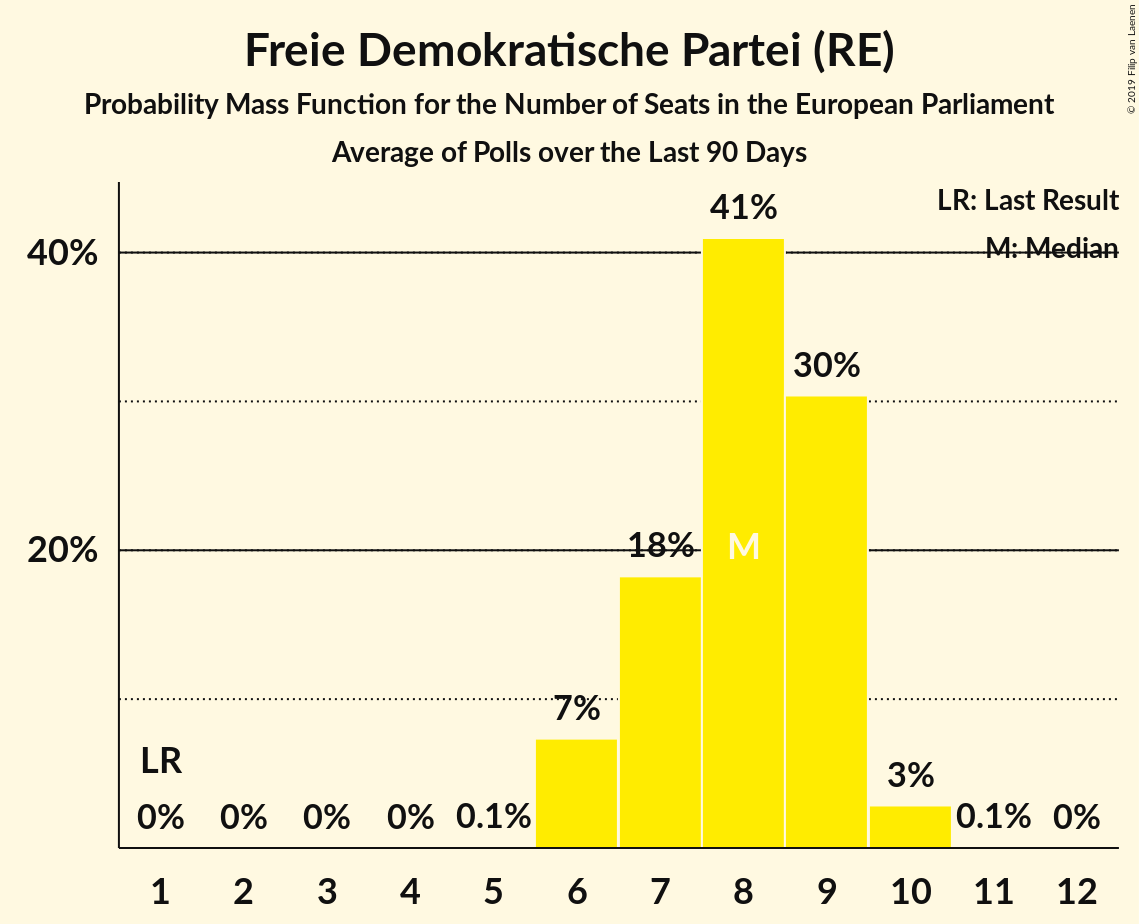 Freie Demokratische Partei (RE)
Probability Mass Function for the Number of Seats in the European Parliament
Average of Polls over the Last 90 Days
© 2019 Filip van Laenen
LR: Last Result
M: Median
40%
20%
LR
0%
0%
0%
0%
0.1%
7%
18%
41%
M
30%
3%
0.1%
0%
1 2 3 4 5 6 7 8 9 10 11 12